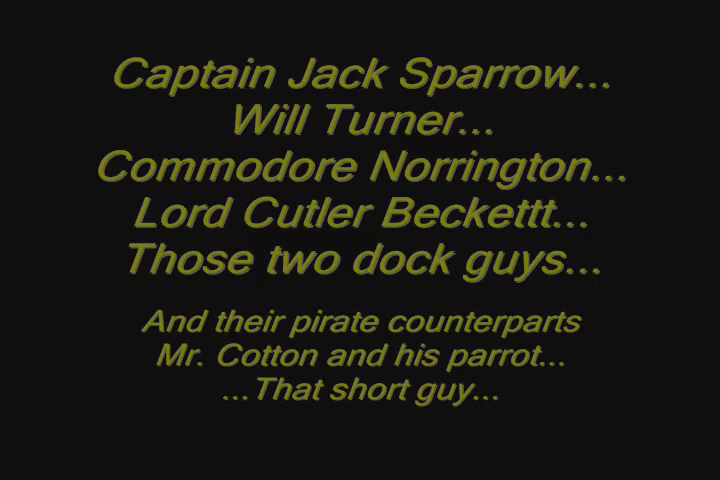 Captain Jack Sparrow...
Will Turner...
Commodore Norrington...
Lord Cutler Beckettt...
Those two dock guys...
And their pirate counterparts
Mr. Cotton and his parrot...
...That short guy...